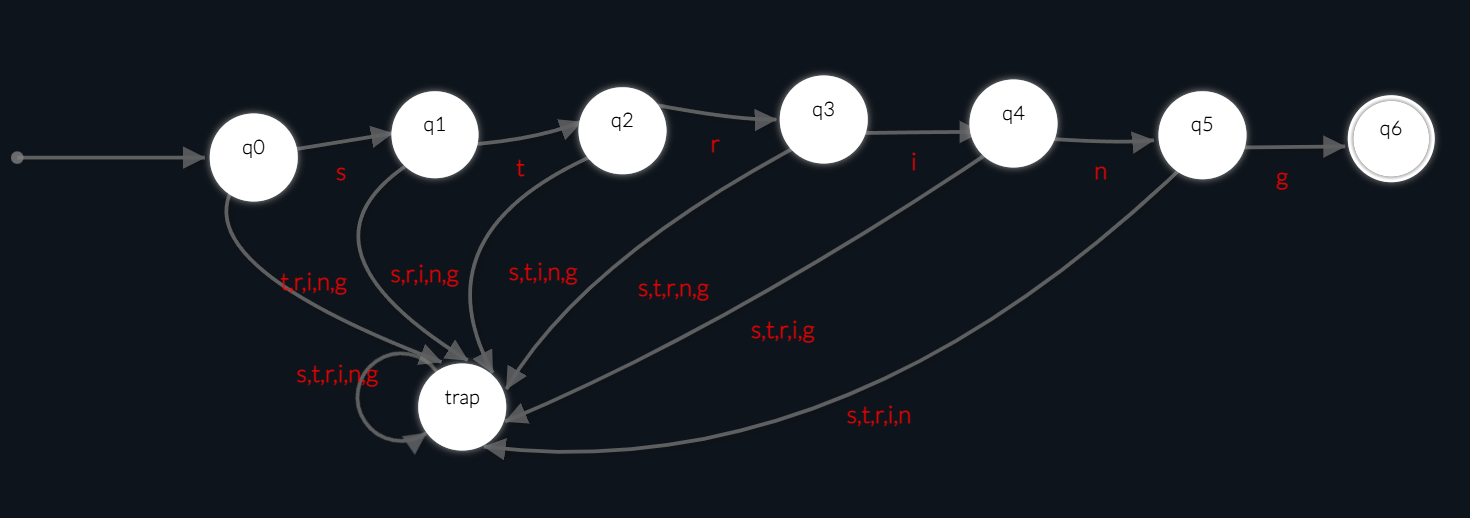 q0
q1
q2
q3
q4
q5
q6
s
t
r
i
n
g
t,r,i,n,g
s,r,i,n,g
s,t,i,n,g
s,t,r,n,g
s,t,r,i,g
s,t,r,i,n
s,t,r,i,n,g
trap